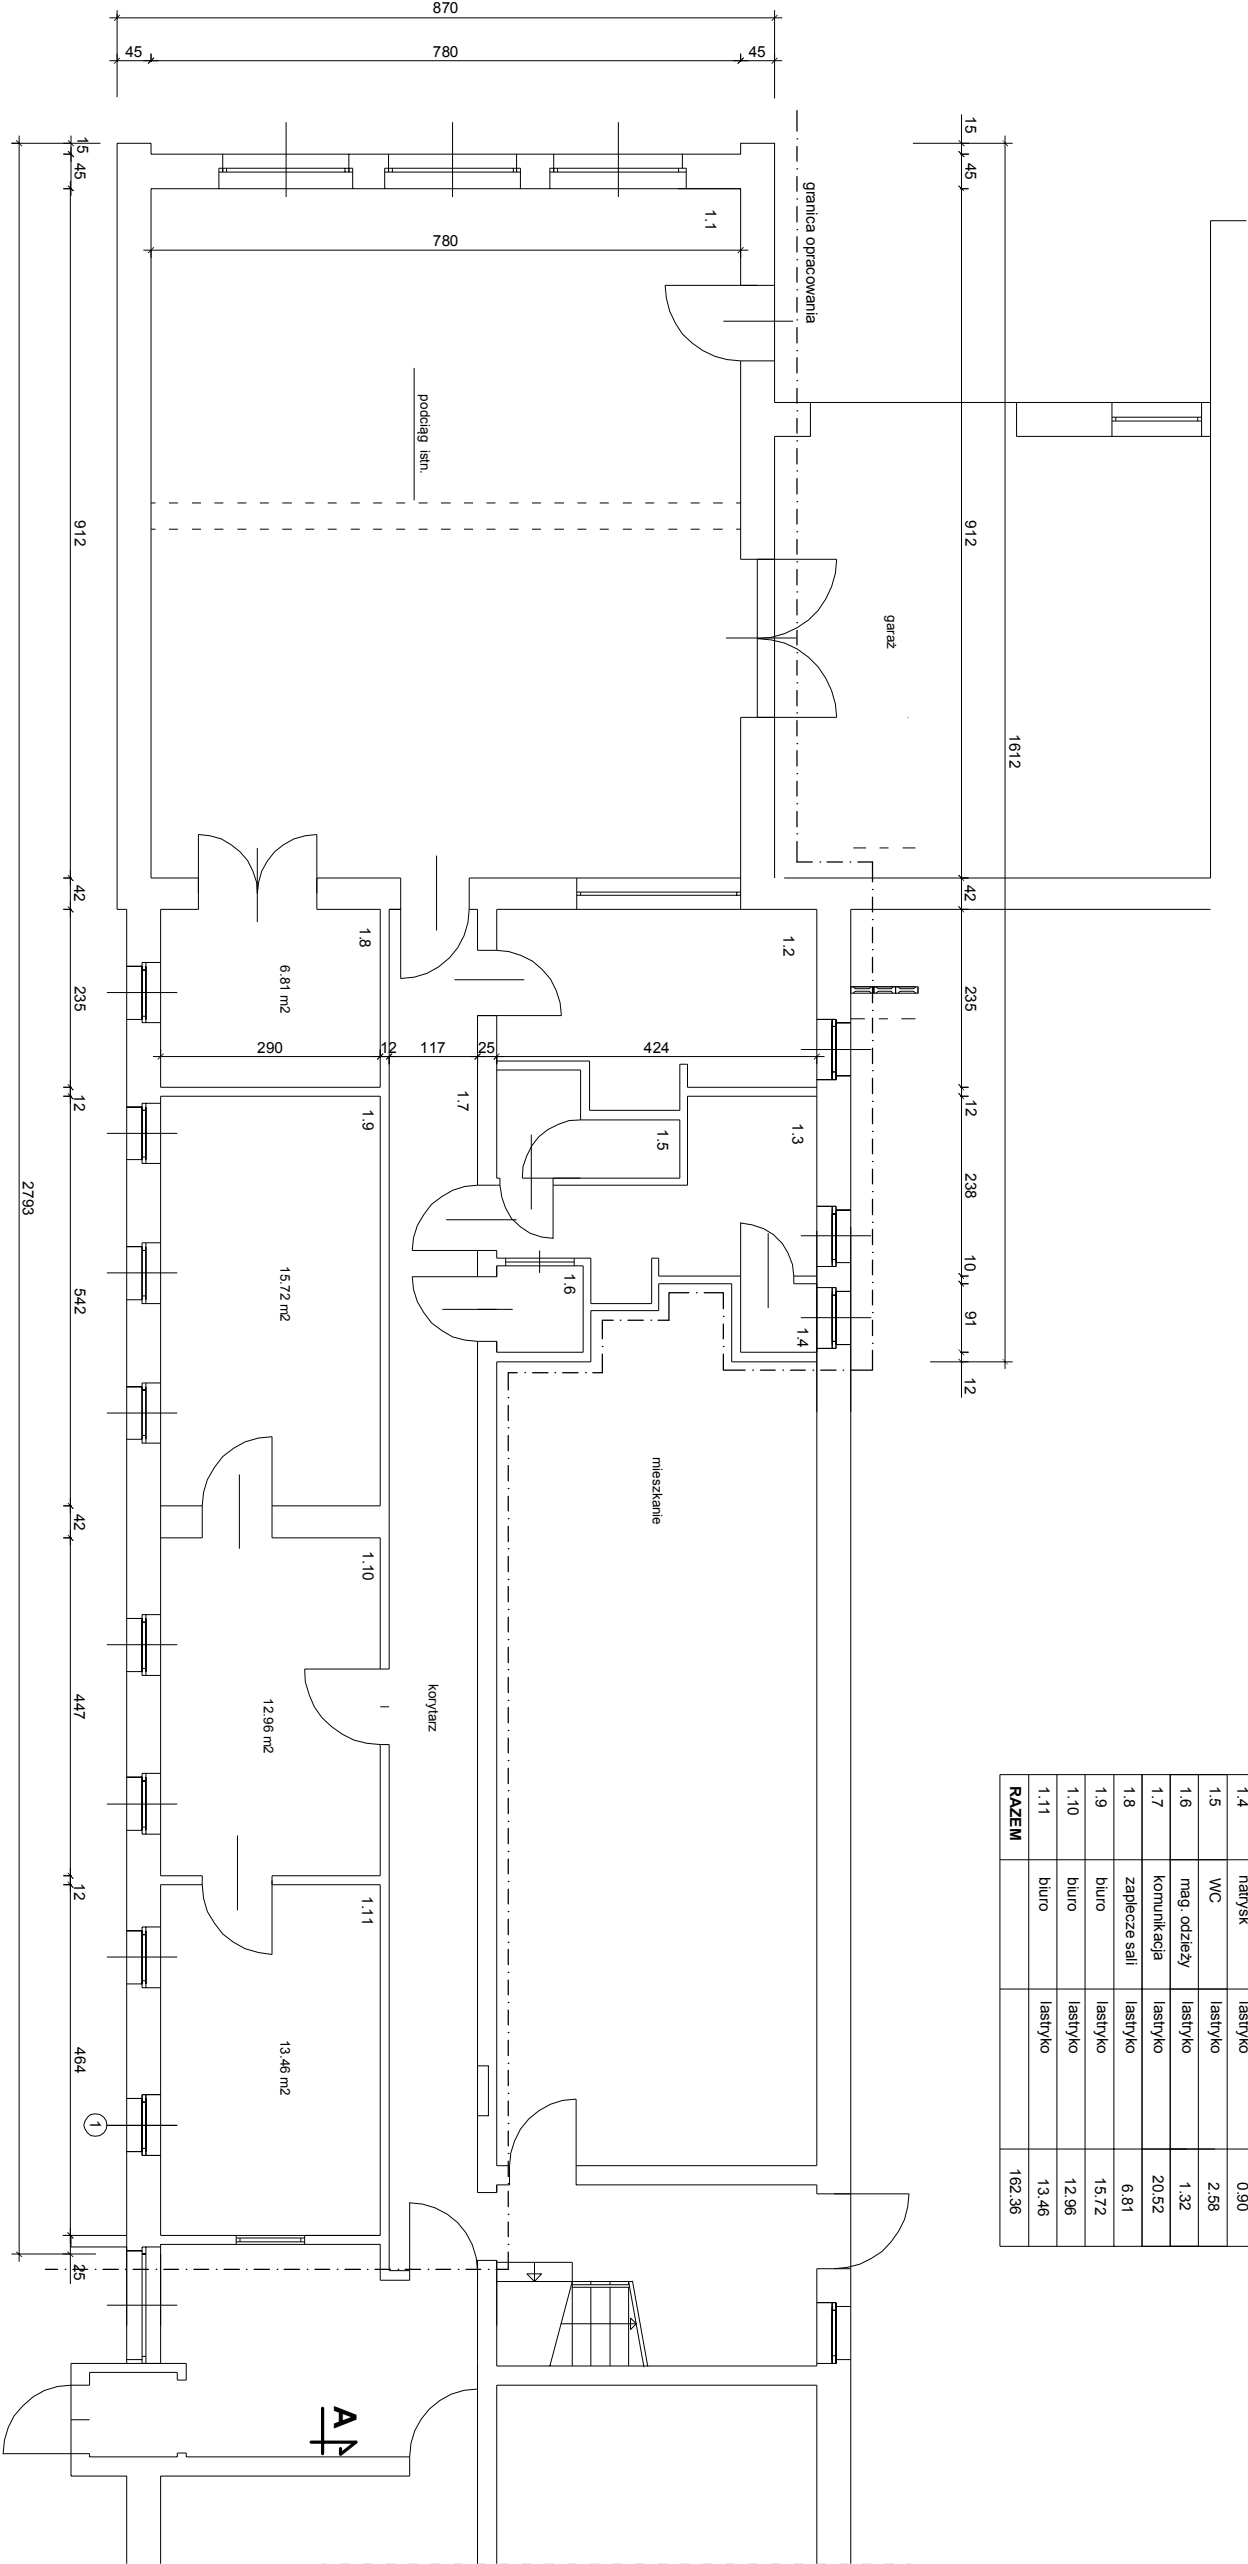 870
45
780
45
15
45
912
42
235
12
238
10
91
12
1612
granica opracowania
1.1
780
podciąg istn.
garaż
15
45
912
42
235
12
542
42
447
12
464
25
2793
1.8
6.81 m2
1.2
290
12
117
25
424
1.7
1.9
15.72 m2
1.5
1.3
1.6
1.4
mieszkanie
1.10
12.96 m2
korytarz
1.11
13.46 m2
1
A
1.4 natrysk lastryko 0.90
1.5 WC lastryko 2.58
1.6 mag. odzieży lastryko 1.32
1.7 komunikacja lastryko 20.52
1.8 zaplecze sali lastryko 6.81
1.9 biuro lastryko 15.72
1.10 biuro lastryko 12.96
1.11 biuro lastryko 13.46
RAZEM 162.36